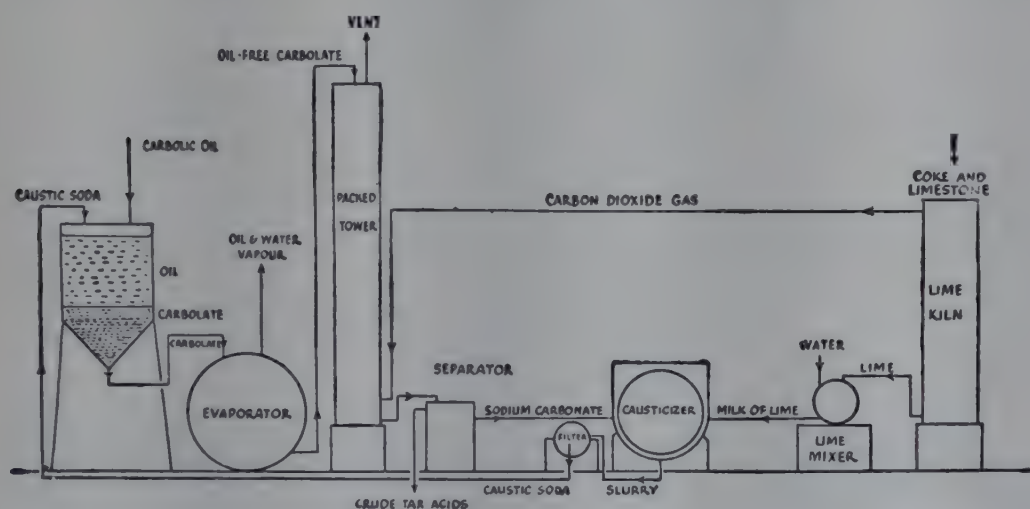 VENT
OIL-FREE CARBOLATE
CARBOLIC OIL
CAUSTIC SODA
OIL & WATER
VAPOUR
OIL
CARBOLATE
CARBOLATE
EVAPORATOR
PACKED
TOWER
CARBON DIOXIDE GAS
COKE AND
LIMESTONE
LIME
KILN
SEPARATOR
SODIUM CARBONATE
FILTER
CAUSTICIZER
MILK OF LIME
WATER
LIME
LIME
MIXER
CRUDE TAR ACIDS
CAUSTIC SODA
SLURRY